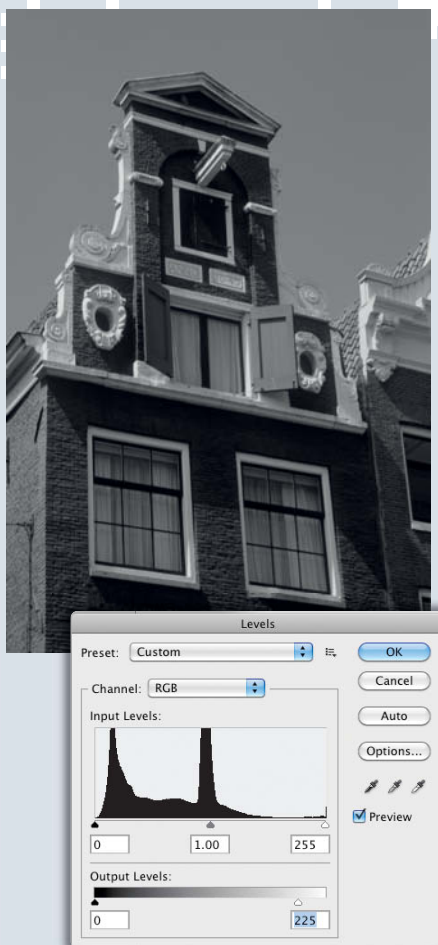 Levels
Preset: Custom
OK
Channel: RGB
Cancel
Input Levels:
Auto
Options...
Preview
0 1.00 255
Output Levels:
0 225